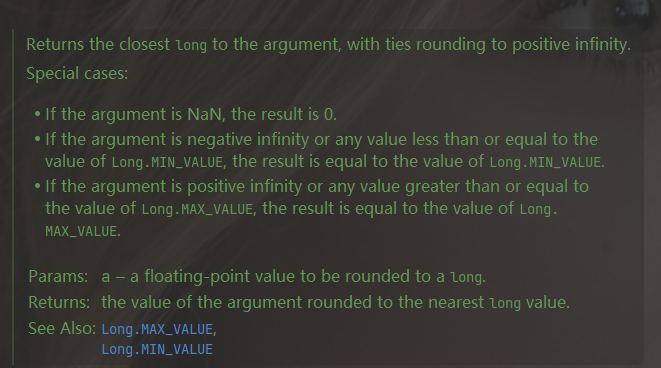 Returns the closest long to the argument, with ties rounding to positive infinity.
Special cases:
• If the argument is NaN, the result is 0.
• If the argument is negative infinity or any value less than or equal to the
value of Long.MIN_VALUE, the result is equal to the value of Long.MIN_VALUE.
• If the argument is positive infinity or any value greater than or equal to
the value of Long.MAX_VALUE, the result is equal to the value of Long.
MAX_VALUE.
Params: a – a floating-point value to be rounded to a long.
Returns: the value of the argument rounded to the nearest long value.
See Also: Long.MAX_VALUE,
Long.MIN_VALUE